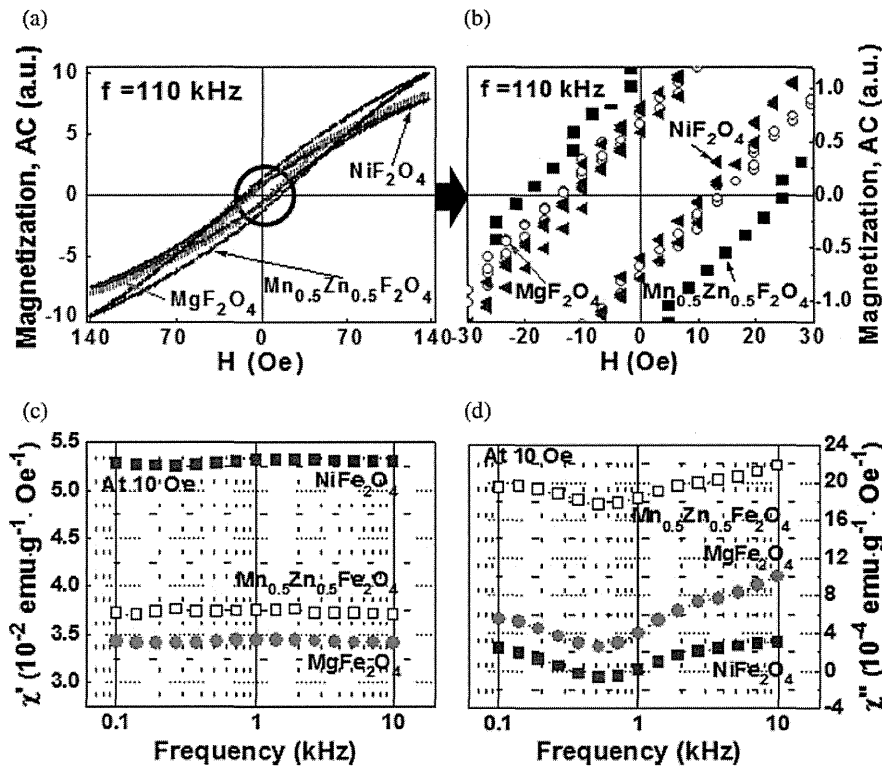 (a)
(b)
Magnetization, AC (a.u.)
10
5
0
-5
-10
f =110 kHz
NiF₂O₄
MgF₂O₄
Mn₀.₅Zn₀.₅F₂O₄
140 70 0 70 140
H (Oe)
f =110 kHz
NiF₂O₄
MgF₂O₄
Mn₀.₅Zn₀.₅F₂O₄
1.0
0.5
0.0
-0.5
-1.0
Magnetization, AC (a.u.)
-30 -20 -10 0 10 20 30
H (Oe)
(c)
(d)
χ' (10⁻² emu·g⁻¹· Oe⁻¹)
5.5
5.0
4.5
4.0
3.5
3.0
At 10 Oe
NiFe₂O₄
Mn₀.₅Zn₀.₅Fe₂O₄
MgFe₂O₄
0.1 1 10
Frequency (kHz)
At 10 Oe
Mn₀.₅Zn₀.₅Fe₂O₄
MgFe₂O₄
NiFe₂O₄
24
20
16
12
8
4
0
-4
χ'' (10⁻⁴ emu·g⁻¹· Oe⁻¹)
0.1 1 10
Frequency (kHz)